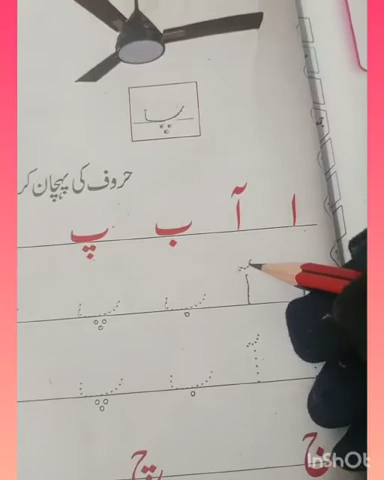 پ
حروف کی پہچان کر
ا آ ب پ
آ ب پ
آ ب پ
چ ج
InShOt